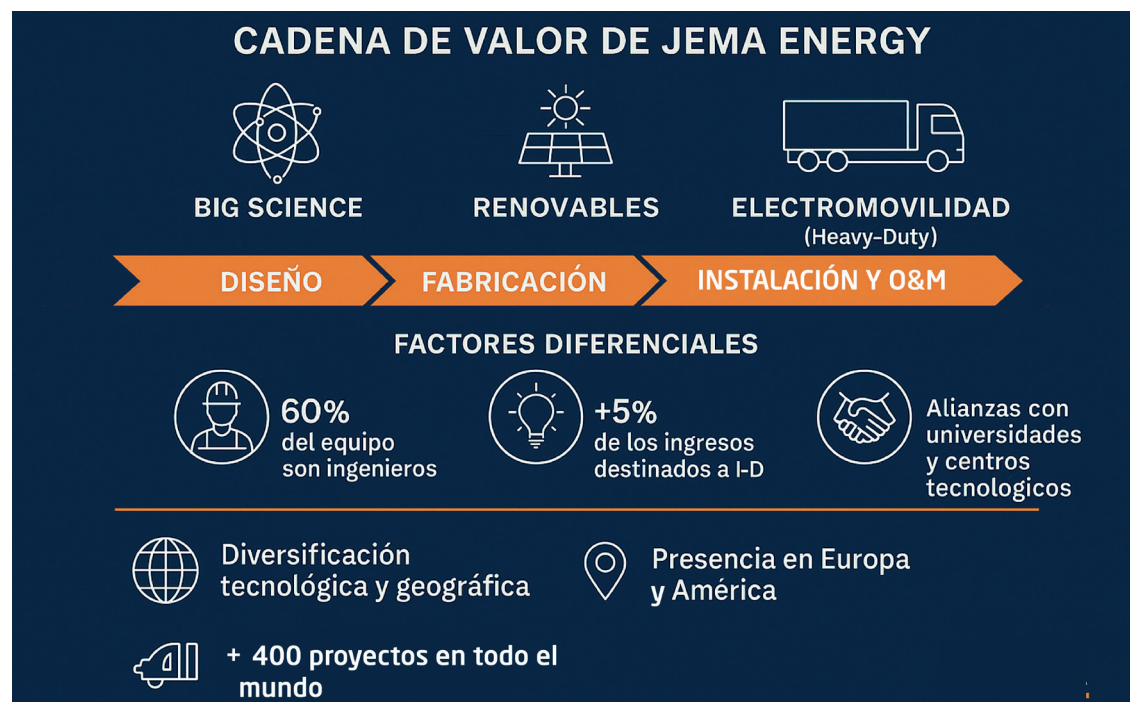 CADENA DE VALOR DE JEMA ENERGY
BIG SCIENCE
RENOVABLES
ELECTROMOVILIDAD
(Heavy-Duty)
DISEÑO
FABRICACIÓN
INSTALACIÓN Y O&M
FACTORES DIFERENCIALES
60%
del equipo
son ingenieros
+5%
de los ingresos
destinados a I-D
Alianzas con
universidades
y centros
tecnologicos
Diversificación
tecnológica y geográfica
Presencia en Europa
y América
+ 400 proyectos en todo el
mundo